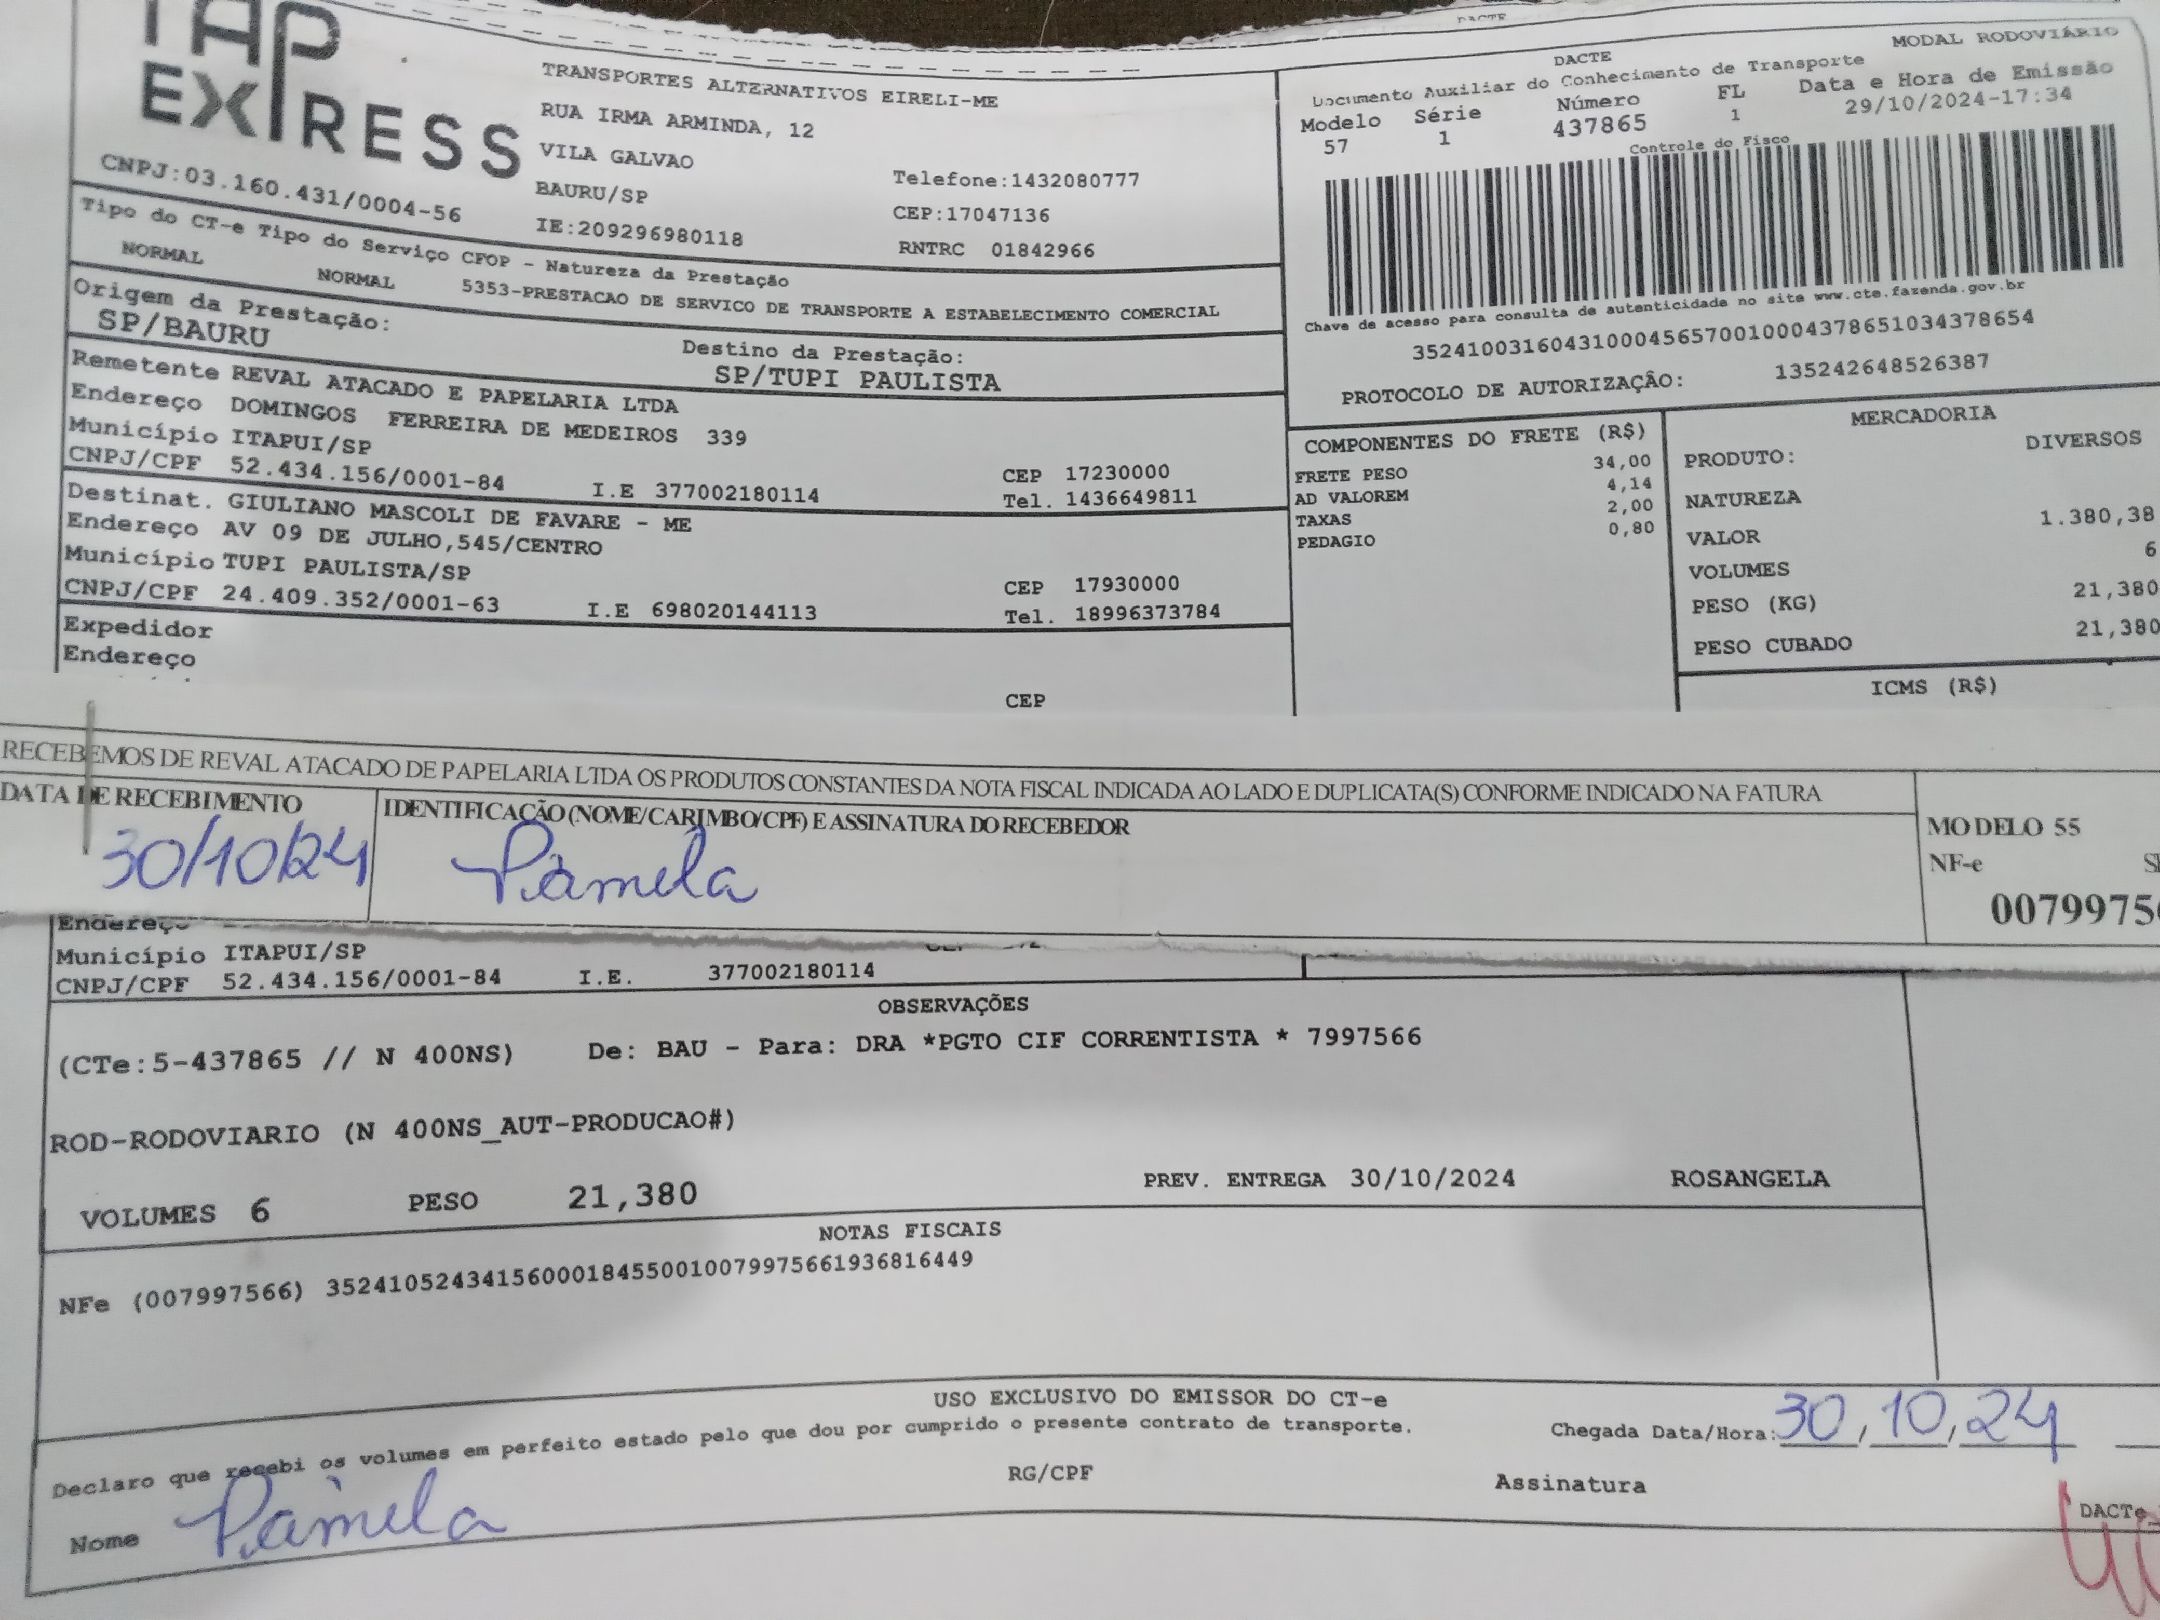 TAP
EXPRESS
CNPJ:03.160.431/0004-56
TRANSPORTES ALTERNATIVOS EIRELI-ME
RUA IRMA ARMINDA, 12
VILA GALVAO
BAURU/SP
IE:209296980118
Telefone:1432080777
CEP:17047136
RNTRC 01842966
DACTE
DACTE
MODAL RODOVIÁRIO
Documento Auxiliar do Conhecimento de Transporte
Modelo Série Número FL Data e Hora de Emissão
57 1 437865 1 29/10/2024-17:34
Controle do Fisco
Chave de acesso para consulta de autenticidade no site www.cte.fazenda.gov.br
35241003160431000456570010004378651034378654
PROTOCOLO DE AUTORIZAÇÂO: 135242648526387
Tipo do CT-e Tipo do Serviço CFOP - Natureza da Prestação
NORMAL NORMAL 5353-PRESTACAO DE SERVICO DE TRANSPORTE A ESTABELECIMENTO COMERCIAL
Origem da Prestação: Destino da Prestação:
SP/BAURU SP/TUPI PAULISTA
Remetente REVAL ATACADO E PAPELARIA LTDA
Endereço DOMINGOS FERREIRA DE MEDEIROS 339
Município ITAPUI/SP CEP 17230000
CNPJ/CPF 52.434.156/0001-84 I.E 377002180114 Tel. 1436649811
Destinat. GIULIANO MASCOLI DE FAVARE - ME
Endereço AV 09 DE JULHO,545/CENTRO
Município TUPI PAULISTA/SP CEP 17930000
CNPJ/CPF 24.409.352/0001-63 I.E 698020144113 Tel. 18996373784
Expedidor
Endereço
CEP
COMPONENTES DO FRETE (R$)
FRETE PESO 34,00
AD VALOREM 4,14
TAXAS 2,00
PEDAGIO 0,80
MERCADORIA
PRODUTO: DIVERSOS
NATUREZA
VALOR 1.380,38
VOLUMES 6
PESO (KG) 21,380
PESO CUBADO 21,380
ICMS (R$)
RECEBEMOS DE REVAL ATACADO DE PAPELARIA LTDA OS PRODUTOS CONSTANTES DA NOTA FISCAL INDICADA AO LADO E DUPLICATA(S) CONFORME INDICADO NA FATURA
DATA DE RECEBIMENTO IDENTIFICAÇÃO (NOME/CARIMBO/CPF) E ASSINATURA DO RECEBEDOR
30/10/24 Pâmela
MODELO 55
NF-e
0079975
Endereço
Município ITAPUI/SP
CNPJ/CPF 52.434.156/0001-84 I.E. 377002180114
OBSERVAÇÕES
(CTe:5-437865 // N 400NS) De: BAU - Para: DRA *PGTO CIF CORRENTISTA * 7997566
ROD-RODOVIARIO (N 400NS_AUT-PRODUCAO#)
VOLUMES 6 PESO 21,380 PREV. ENTREGA 30/10/2024 ROSANGELA
NOTAS FISCAIS
NFe (007997566) 35241052434156000184550010079975661936816449
USO EXCLUSIVO DO EMISSOR DO CT-e
Declaro que recebi os volumes em perfeito estado pelo que dou por cumprido o presente contrato de transporte.
Chegada Data/Hora: 30,10,24
Nome Pâmela RG/CPF Assinatura
DACTe